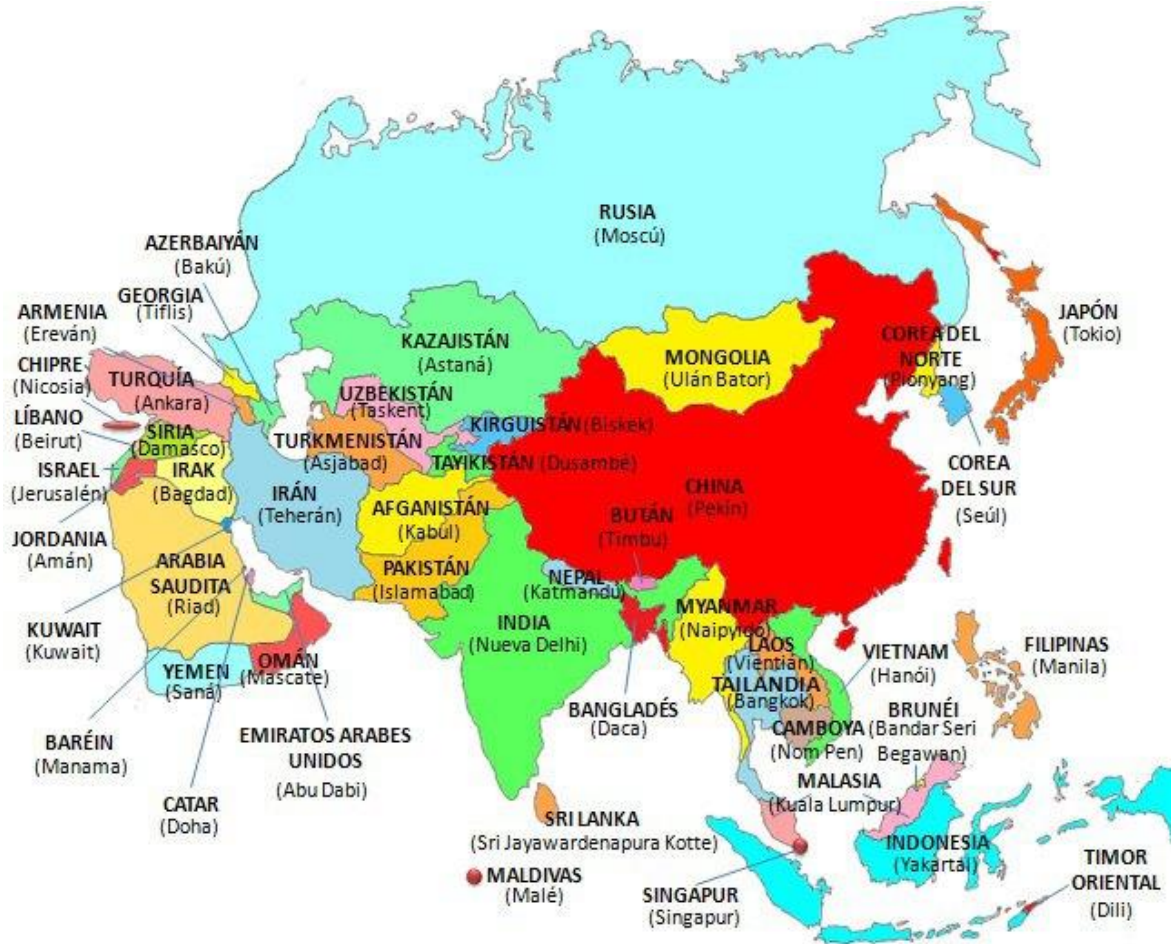 RUSIA
(Moscú)
AZERBAIYÁN
(Bakú)
GEORGIA
(Tiflis)
ARMENIA
(Ereván)
CHIPRE
(Nicosia)
TURQUÍA
(Ankara)
LÍBANO
(Beirut)
SIRIA
(Damasco)
ISRAEL
(Jerusalén)
IRAK
(Bagdad)
JORDANIA
(Amán)
KAZAJISTÁN
(Astaná)
UZBEKISTÁN
(Taskent)
TURKMENISTÁN
(Asjabad)
KIRGUISTÁN (Biskek)
TAYIKISTÁN (Dusambé)
MONGOLIA
(Ulán Bator)
COREA DEL
NORTE
(Pionyang)
JAPÓN
(Tokio)
COREA
DEL SUR
(Seúl)
CHINA
(Pekín)
IRÁN
(Teherán)
AFGANISTÁN
(Kabul)
PAKISTÁN
(Islamabad)
BUTÁN
(Timbu)
NEPAL
(Katmandú)
INDIA
(Nueva Delhi)
ARABIA
SAUDITA
(Riad)
KUWAIT
(Kuwait)
YEMEN
(Saná)
OMÁN
(Mascate)
BARÉIN
(Manama)
EMIRATOS ARABES
UNIDOS
(Abu Dabi)
CATAR
(Doha)
BANGLADÉS
(Daca)
MYANMAR
(Naipyidó)
LAOS
(Vientian)
TAILANDIA
(Bangkok)
VIETNAM
(Hanói)
FILIPINAS
(Manila)
CAMBOYA
(Nom Pen)
BRUNÉI
(Bandar Seri
Begawan)
MALASIA
(Kuala Lumpur)
SRI LANKA
(Sri Jayawardenapura Kotte)
MALDIVAS
(Malé)
SINGAPUR
(Singapur)
INDONESIA
(Yakartal)
TIMOR
ORIENTAL
(Dili)